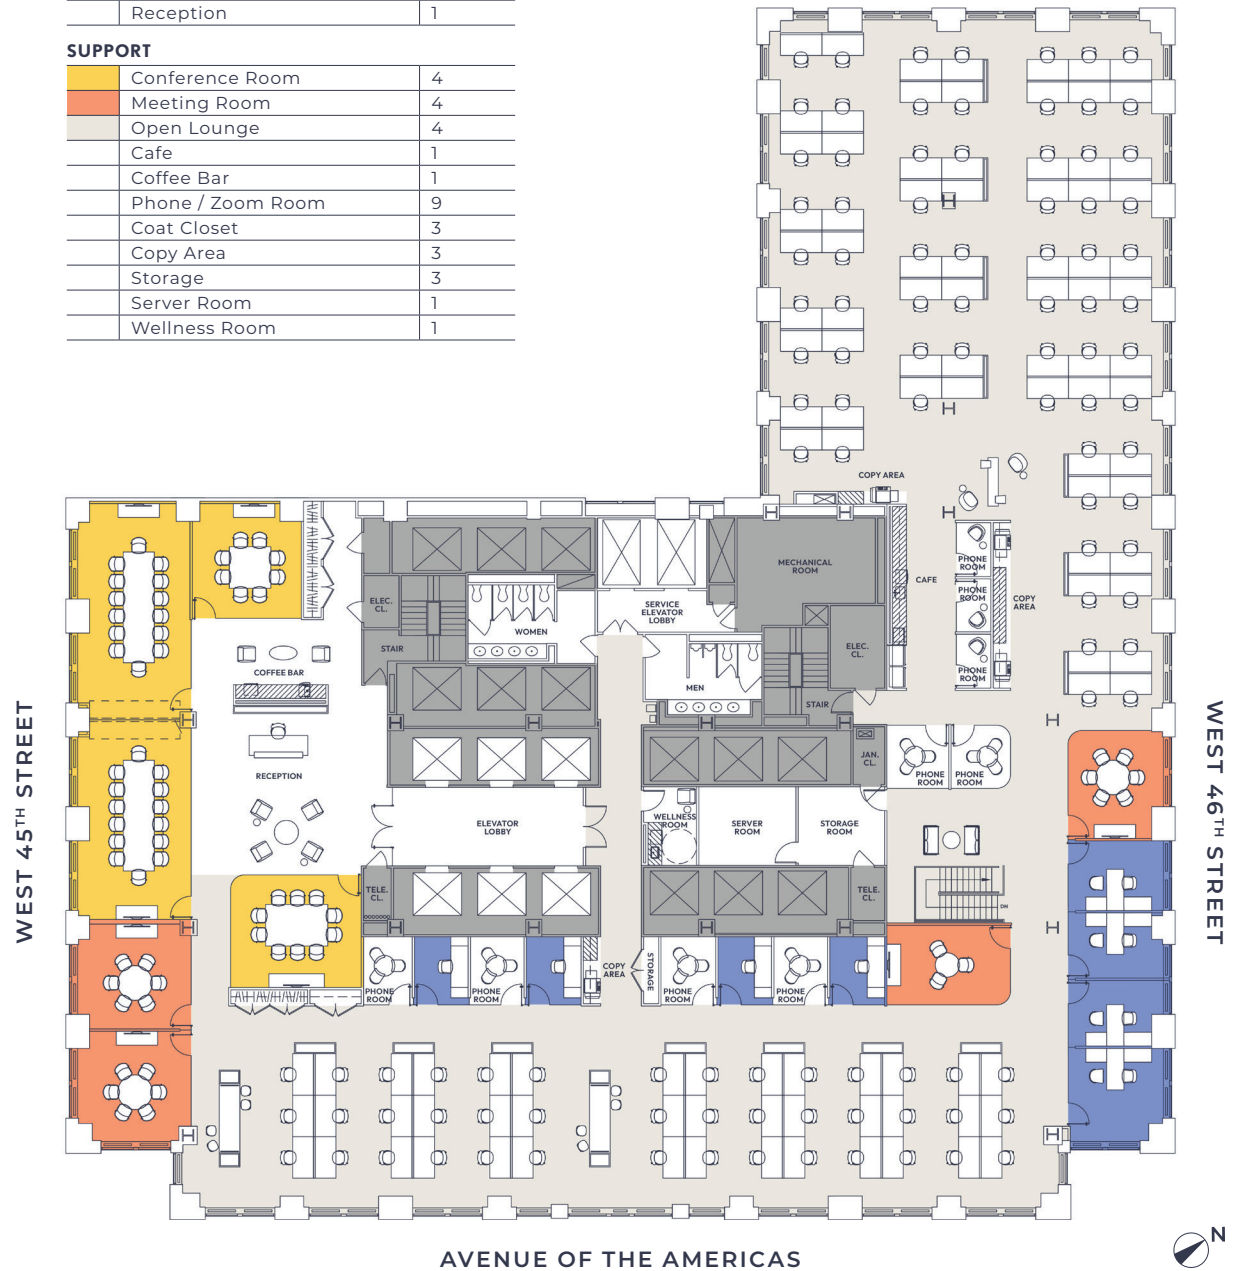 Reception 1
SUPPORT
Conference Room 4
Meeting Room 4
Open Lounge 4
Cafe 1
Coffee Bar 1
Phone / Zoom Room 9
Coat Closet 3
Copy Area 3
Storage 3
Server Room 1
Wellness Room 1
COPY AREA
MECHANICAL
ROOM
PHONE
ROOM
CAFE
PHONE
ROOM
COPY
AREA
PHONE
ROOM
ELEC.
CL.
STAIR
WOMEN
SERVICE
ELEVATOR
LOBBY
MEN
ELEC.
CL.
STAIR
COFFEE BAR
RECEPTION
JAN.
CL.
PHONE
ROOM
PHONE
ROOM
ELEVATOR
LOBBY
WELLNESS
ROOM
SERVER
ROOM
STORAGE
ROOM
TELE.
CL.
TELE.
CL.
DN
PHONE
ROOM
PHONE
ROOM
COPY
AREA
STORAGE
PHONE
ROOM
PHONE
ROOM
WEST 45TH STREET
WEST 46TH STREET
AVENUE OF THE AMERICAS
N